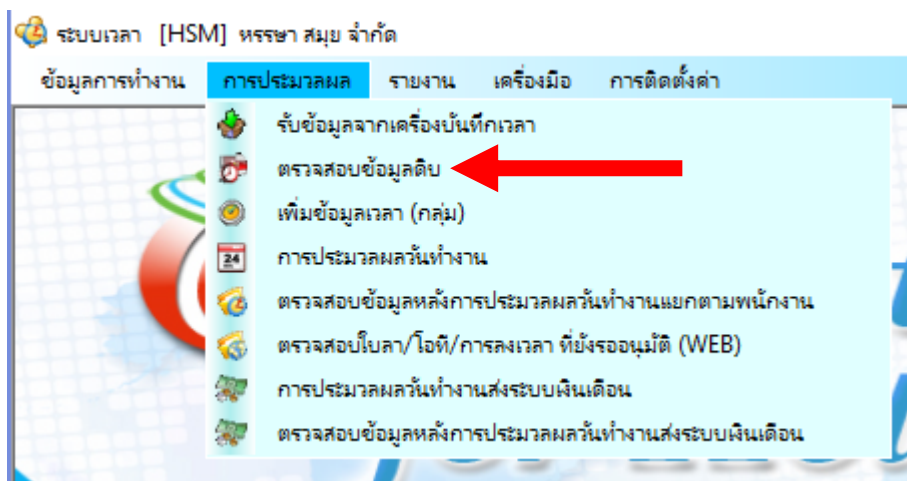 ระบบเวลา [HSM] หรรษา สมุย จำกัด
ข้อมูลการทำงาน การประมวลผล รายงาน เครื่องมือ การติดตั้งค่า
รับข้อมูลจากเครื่องบันทึกเวลา
ตรวจสอบข้อมูลดิบ
เพิ่มข้อมูลเวลา (กลุ่ม)
24 การประมวลผลวันทำงาน
ตรวจสอบข้อมูลหลังการประมวลผลวันทำงานแยกตามพนักงาน
ตรวจสอบใบลา/โอที/การลงเวลา ที่ยังรออนุมัติ (WEB)
การประมวลผลวันทำงานส่งระบบเงินเดือน
ตรวจสอบข้อมูลหลังการประมวลผลวันทำงานส่งระบบเงินเดือน